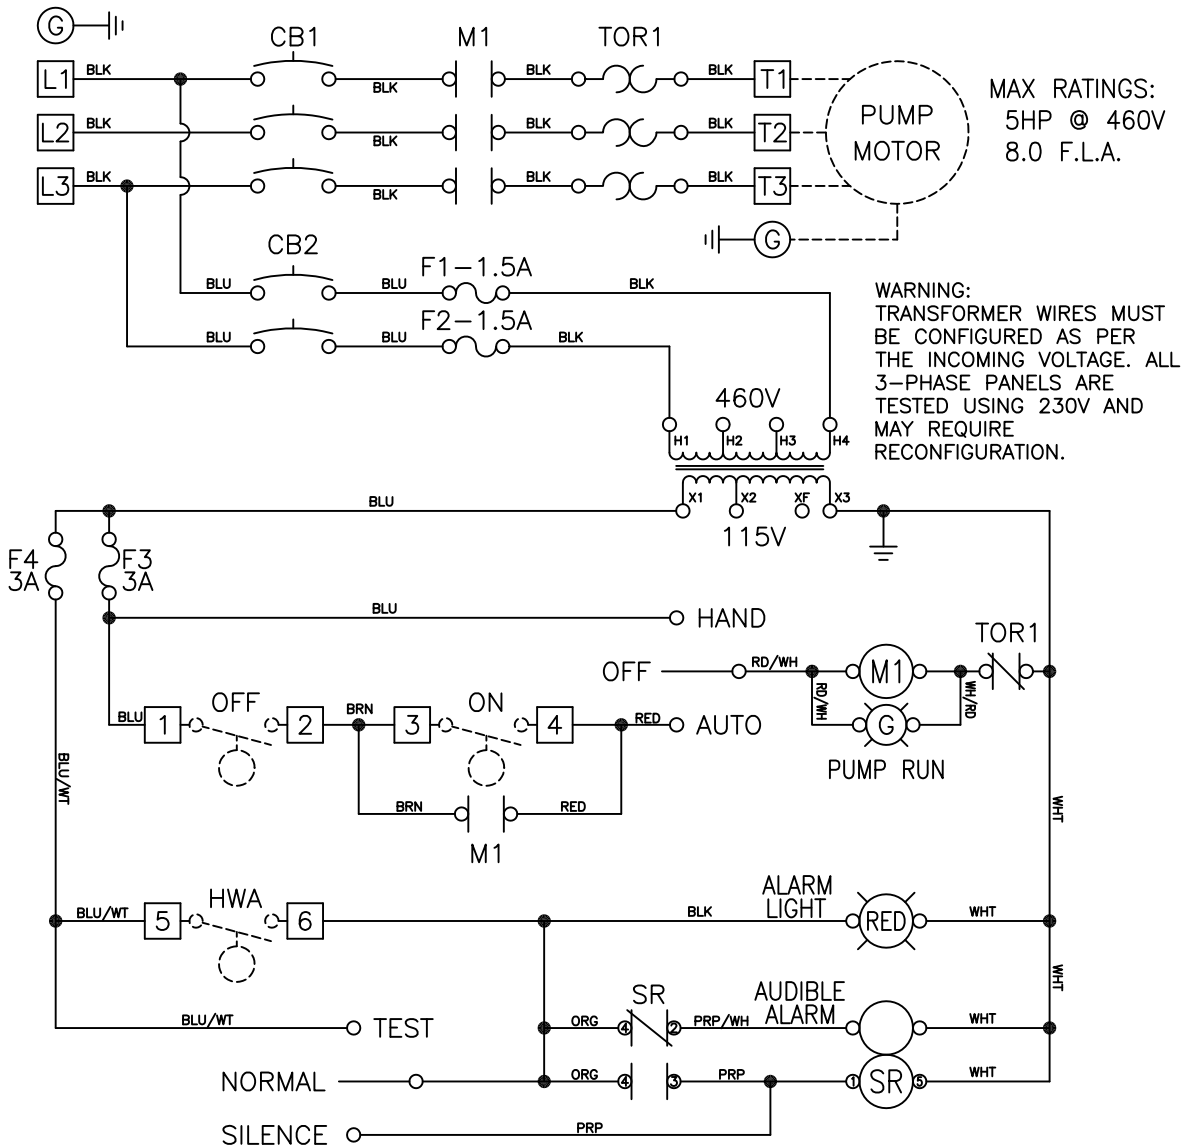 G
CB1 M1 TOR1
L1 BLK BLK BLK BLK T1
L2 BLK BLK BLK BLK T2
L3 BLK BLK BLK BLK T3
PUMP
MOTOR
MAX RATINGS:
5HP @ 460V
8.0 F.L.A.
G
CB2
BLU BLU F1-1.5A BLK
BLU BLU F2-1.5A BLK
WARNING:
TRANSFORMER WIRES MUST
BE CONFIGURED AS PER
THE INCOMING VOLTAGE. ALL
3-PHASE PANELS ARE
TESTED USING 230V AND
MAY REQUIRE
RECONFIGURATION.
460V
H1 H2 H3 H4
X1 X2 XF X3
115V
BLU
F4
3A
F3
3A
BLU HAND
TOR1
OFF RD/WH M1
RD/WH G WH/RD
PUMP RUN
BLU 1 OFF 2 BRN 3 ON 4 RED AUTO
BRN RED
M1
BLU/WT
WHT
BLU/WT 5 HWA 6 BLK
ALARM
LIGHT
RED WHT
WHT
BLU/WT TEST
ORG 4 SR 2 PRP/WH
AUDIBLE
ALARM
WHT
NORMAL ORG 4 3 PRP 1 SR 5 WHT
SILENCE PRP